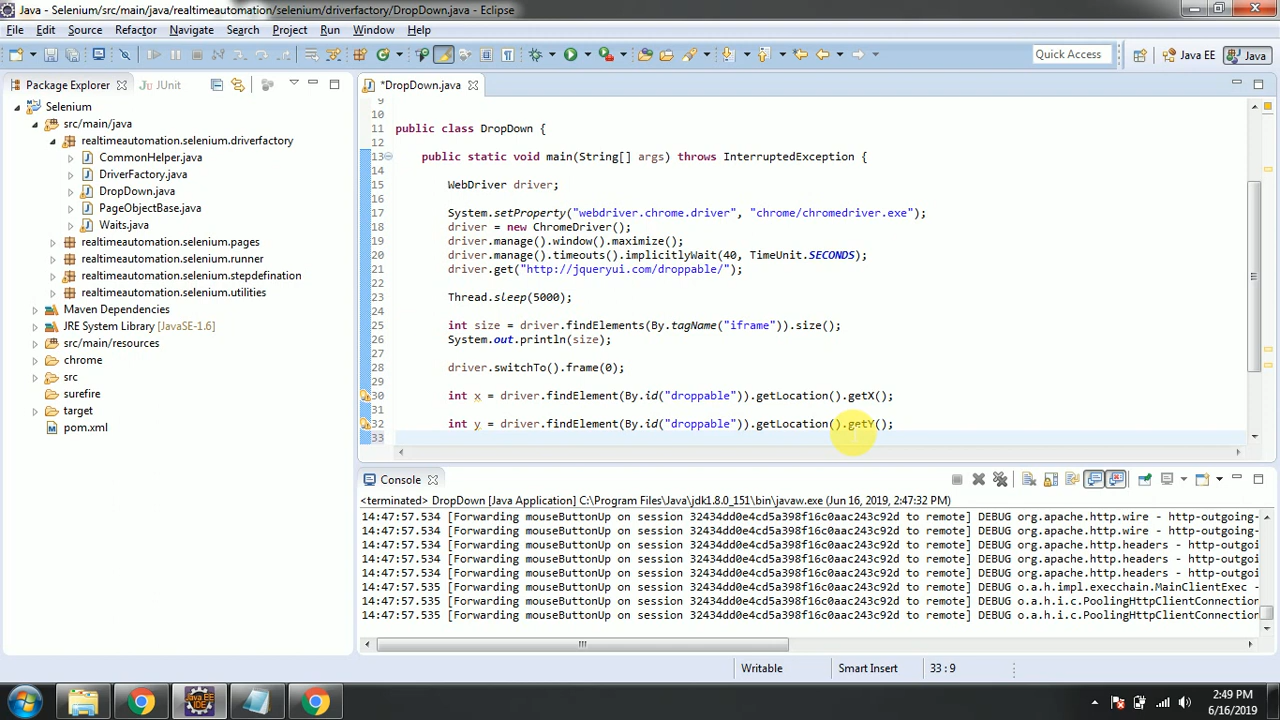 Java - Selenium/src/main/java/realtimeautomation/selenium/driverfactory/DropDown.java - Eclipse
File Edit Source Refactor Navigate Search Project Run Window Help
Quick Access
Java EE
Java
Package Explorer
JUnit
*DropDown.java
Selenium
src/main/java
realtimeautomation.selenium.driverfactory
CommonHelper.java
DriverFactory.java
DropDown.java
PageObjectBase.java
Waits.java
realtimeautomation.selenium.pages
realtimeautomation.selenium.runner
realtimeautomation.selenium.stepdefination
realtimeautomation.selenium.utilities
Maven Dependencies
JRE System Library [JavaSE-1.6]
src/main/resources
chrome
src
surefire
target
pom.xml
9
10
11 public class DropDown {
12
13 public static void main(String[] args) throws InterruptedException {
14
15 WebDriver driver;
16
17 System.setProperty("webdriver.chrome.driver", "chrome/chromedriver.exe");
18 driver = new ChromeDriver();
19 driver.manage().window().maximize();
20 driver.manage().timeouts().implicitlyWait(40, TimeUnit.SECONDS);
21 driver.get("http://jqueryui.com/droppable/");
22
23 Thread.sleep(5000);
24
25 int size = driver.findElements(By.tagName("iframe")).size();
26 System.out.println(size);
27
28 driver.switchTo().frame(0);
29
30 int x = driver.findElement(By.id("droppable")).getLocation().getX();
31
32 int y = driver.findElement(By.id("droppable")).getLocation().getY();
33
Console
<terminated> DropDown [Java Application] C:\Program Files\Java\jdk1.8.0_151\bin\javaw.exe (Jun 16, 2019, 2:47:32 PM)
14:47:57.534 [Forwarding mouseButtonUp on session 32434dd0e4cd5a398f16c0aac243c92d to remote] DEBUG org.apache.http.wire - http-outgoing-
14:47:57.534 [Forwarding mouseButtonUp on session 32434dd0e4cd5a398f16c0aac243c92d to remote] DEBUG org.apache.http.wire - http-outgoing-
14:47:57.534 [Forwarding mouseButtonUp on session 32434dd0e4cd5a398f16c0aac243c92d to remote] DEBUG org.apache.http.headers - http-outgoi
14:47:57.534 [Forwarding mouseButtonUp on session 32434dd0e4cd5a398f16c0aac243c92d to remote] DEBUG org.apache.http.headers - http-outgoi
14:47:57.534 [Forwarding mouseButtonUp on session 32434dd0e4cd5a398f16c0aac243c92d to remote] DEBUG org.apache.http.headers - http-outgoi
14:47:57.535 [Forwarding mouseButtonUp on session 32434dd0e4cd5a398f16c0aac243c92d to remote] DEBUG o.a.h.impl.execchain.MainClientExec -
14:47:57.535 [Forwarding mouseButtonUp on session 32434dd0e4cd5a398f16c0aac243c92d to remote] DEBUG o.a.h.i.c.PoolingHttpClientConnection
14:47:57.535 [Forwarding mouseButtonUp on session 32434dd0e4cd5a398f16c0aac243c92d to remote] DEBUG o.a.h.i.c.PoolingHttpClientConnection
Writable
Smart Insert
33 : 9
Java EE
IDE
2:49 PM
6/16/2019